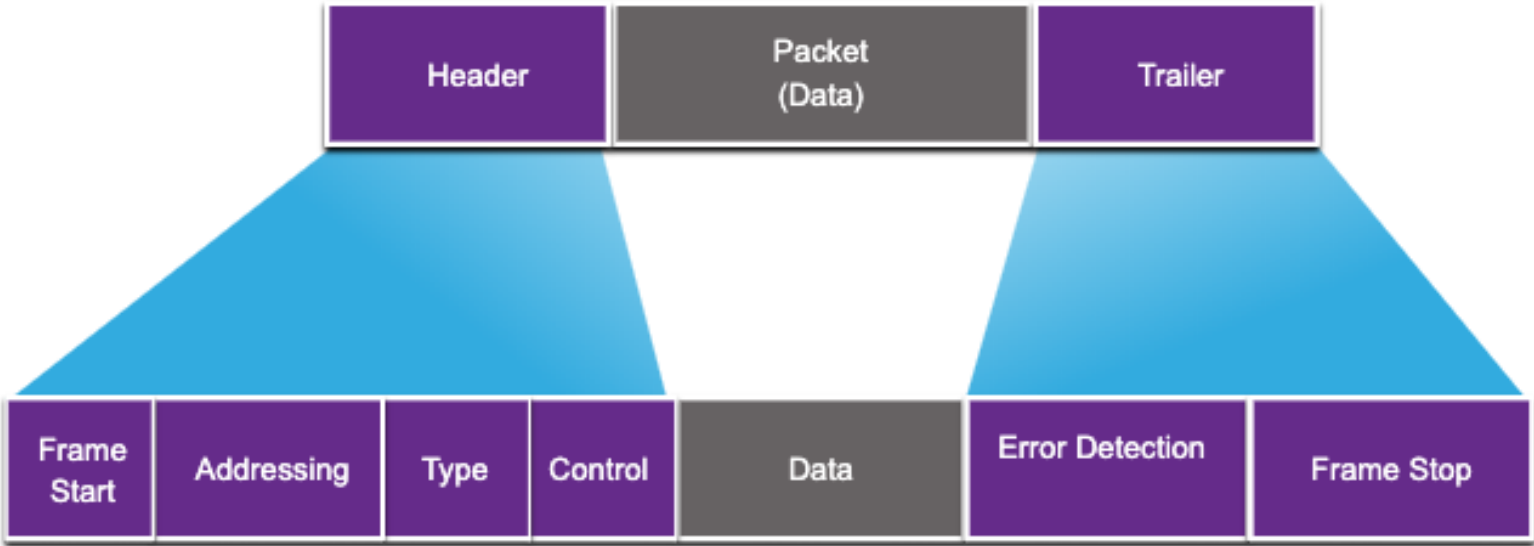 Header
Packet
(Data)
Trailer
Frame
Start
Addressing
Type
Control
Data
Error Detection
Frame Stop